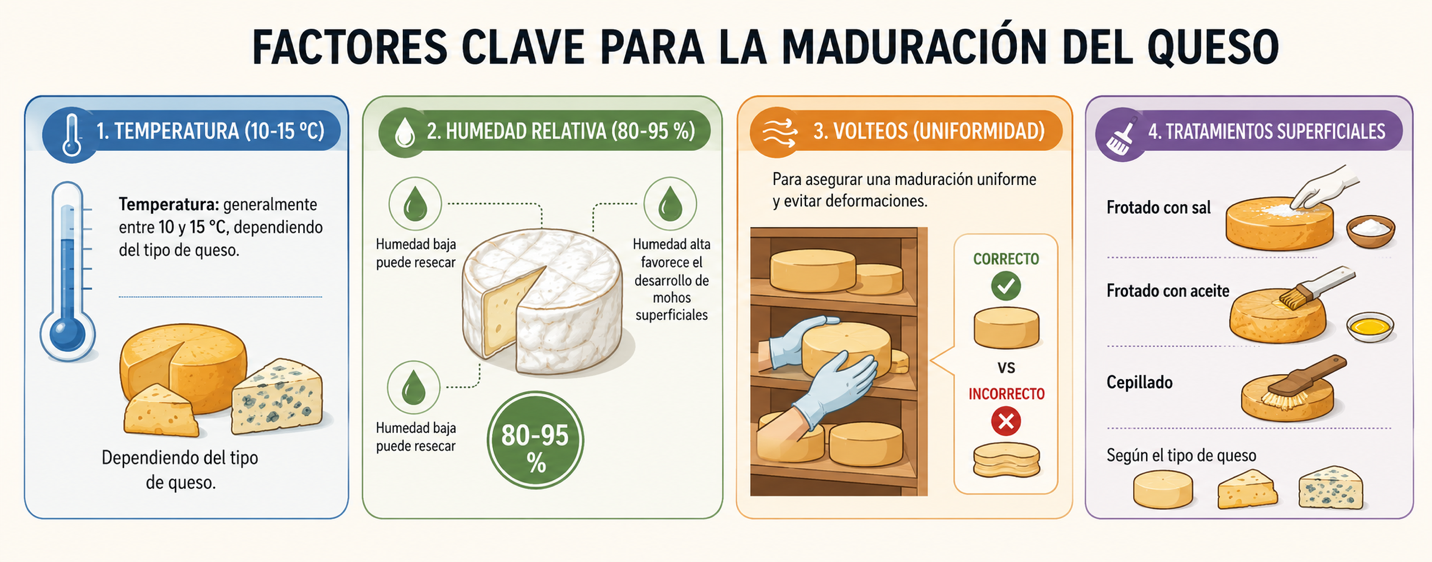 FACTORES CLAVE PARA LA MADURACIÓN DEL QUESO
1. TEMPERATURA (10-15 ºC)
Temperatura: generalmente
entre 10 y 15 °C, dependiendo
del tipo de queso.
Dependiendo del tipo
de queso.
2. HUMEDAD RELATIVA (80-95 %)
Humedad baja
puede resecar
Humedad alta
favorece el
desarrollo de
mohos
superficiales
Humedad baja
puede resecar
80-95
%
3. VOLTEOS (UNIFORMIDAD)
Para asegurar una maduración uniforme
y evitar deformaciones.
CORRECTO
VS
INCORRECTO
4. TRATAMIENTOS SUPERFICIALES
Frotado con sal
Frotado con aceite
Cepillado
Según el tipo de queso